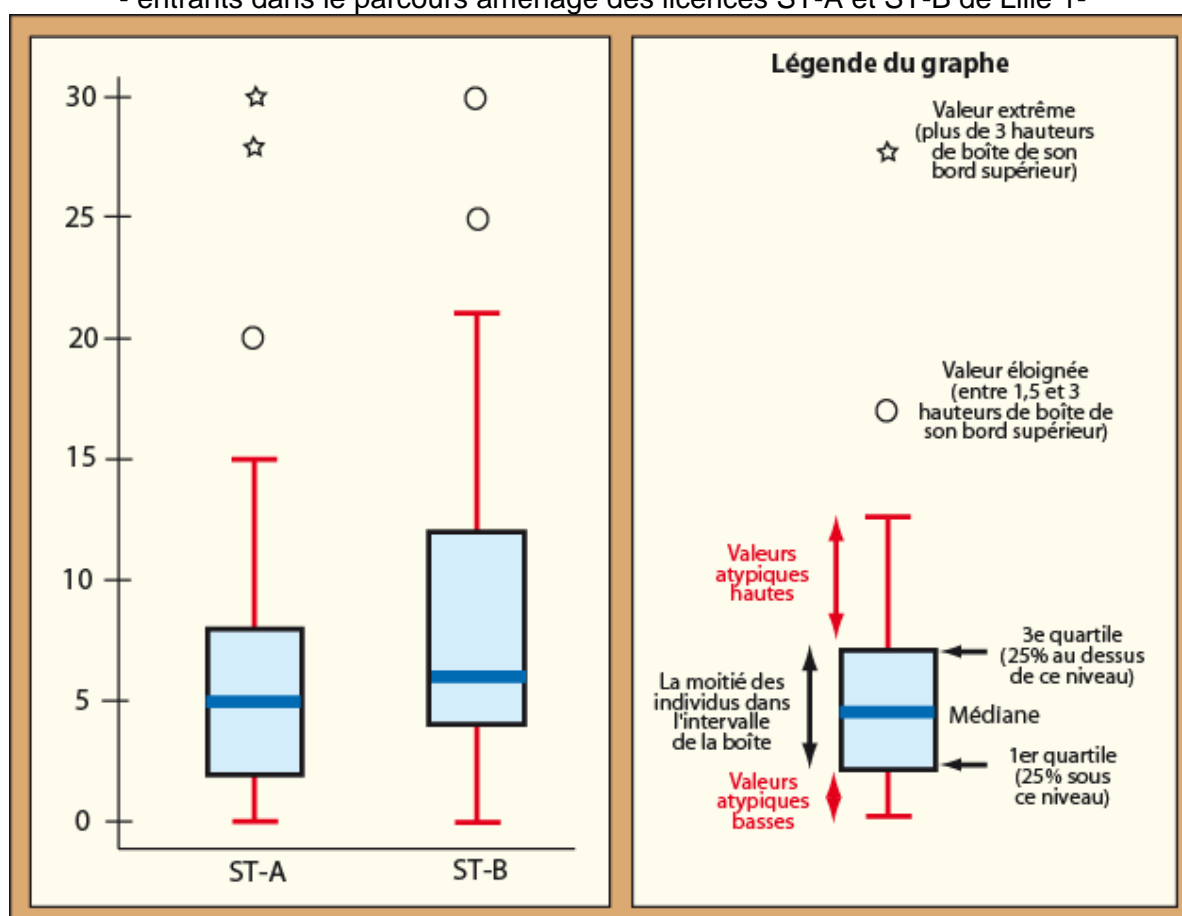 - entrants dans le parcours aménagé des licences ST-A et ST-B de Lille 1-
30
25
20
15
10
5
0
ST-A
ST-B
Légende du graphe
Valeur extrême
(plus de 3 hauteurs
de boîte de son
bord supérieur)
Valeur éloignée
(entre 1,5 et 3
hauteurs de boîte de
son bord supérieur)
Valeurs
atypiques
hautes
La moitié des
individus dans
l'intervalle
de la boîte
Valeurs
atypiques
basses
3e quartile
(25% au dessus
de ce niveau)
Médiane
1er quartile
(25% sous
ce niveau)